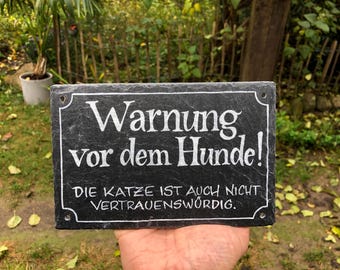 Warnung
vor dem Hunde!
DIE KATZE IST AUCH NICHT
VERTRAUENSWÜRDIG.